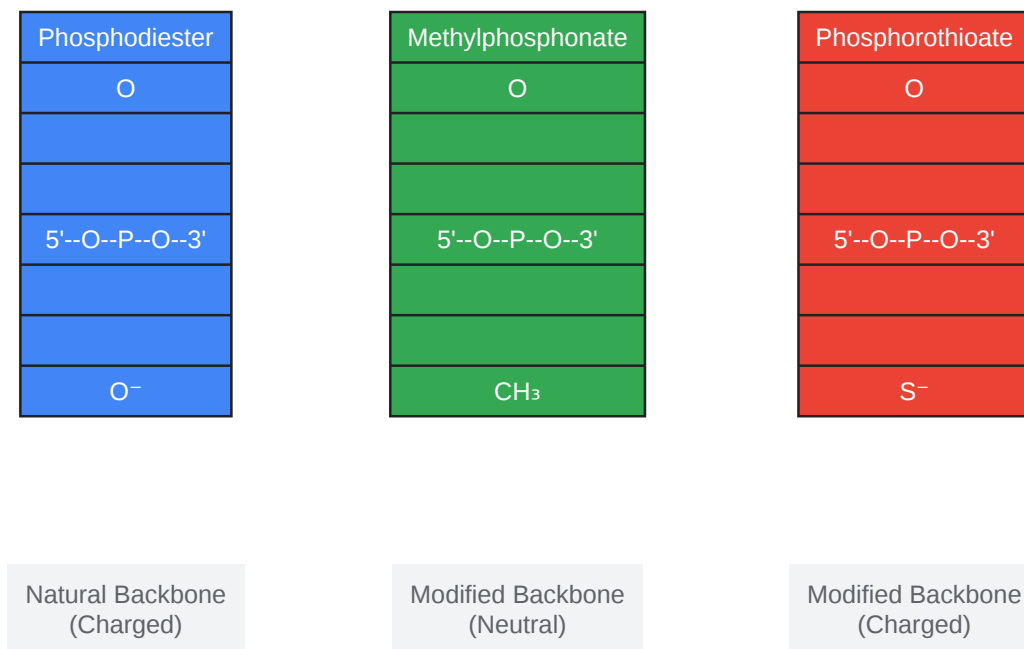 Phosphodiester
O
5'--O--P--O--3'
O⁻
Methylphosphonate
O
5'--O--P--O--3'
CH₃
Phosphorothioate
O
5'--O--P--O--3'
S⁻
Natural Backbone
(Charged)
Modified Backbone
(Neutral)
Modified Backbone
(Charged)